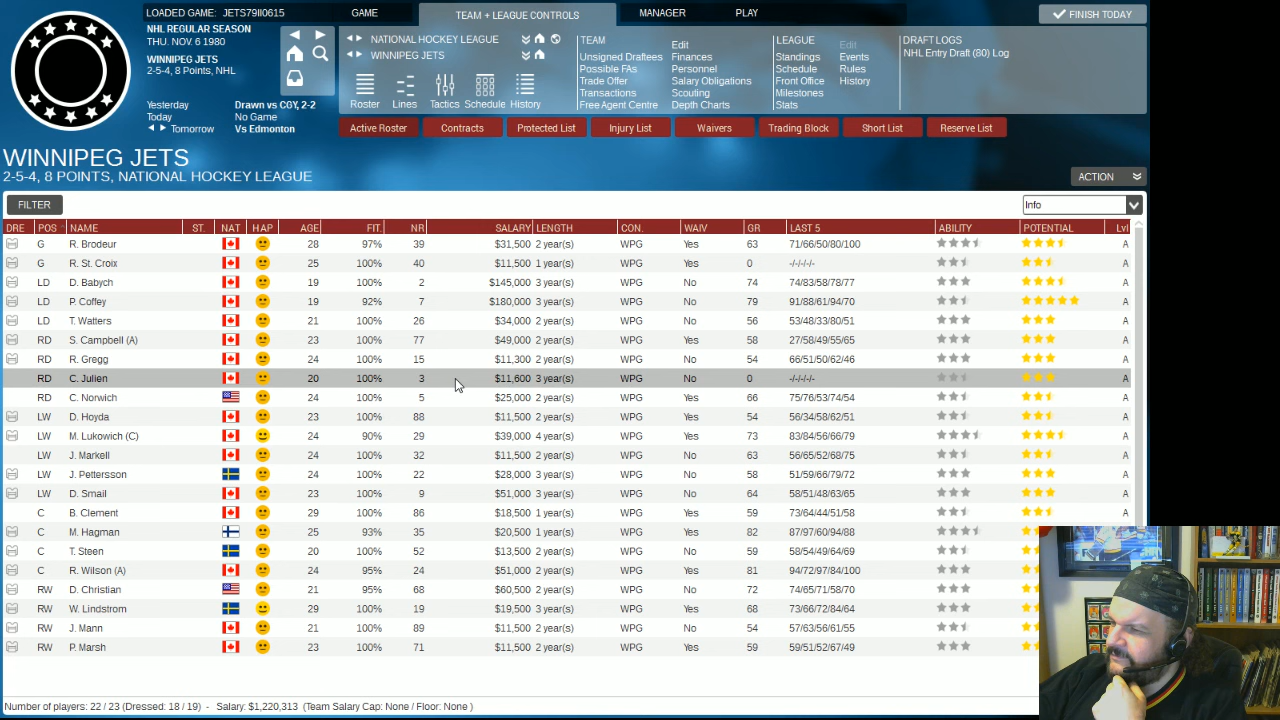 LOADED GAME: JETS79II0615 GAME TEAM + LEAGUE CONTROLS MANAGER PLAY FINISH TODAY
NHL REGULAR SEASON
THU. NOV. 6 1980
WINNIPEG JETS
2-5-4, 8 Points, NHL
Yesterday Drawn vs CGY, 2-2
Today No Game
Tomorrow Vs Edmonton
NATIONAL HOCKEY LEAGUE
WINNIPEG JETS
Roster Lines Tactics Schedule History
TEAM
Unsigned Draftees
Possible FAs
Trade Offer
Transactions
Free Agent Centre
Edit
Finances
Personnel
Salary Obligations
Scouting
Depth Charts
LEAGUE
Standings
Schedule
Front Office
Milestones
Stats
Edit
Events
Rules
History
DRAFT LOGS
NHL Entry Draft (80) Log
Active Roster Contracts Protected List Injury List Waivers Trading Block Short List Reserve List
WINNIPEG JETS
2-5-4, 8 POINTS, NATIONAL HOCKEY LEAGUE
ACTION
FILTER Info
DRE POS NAME ST. NAT HAP AGE FIT. NR SALARY LENGTH CON. WAIV GR LAST 5 ABILITY POTENTIAL Lvl
G R. Brodeur 28 97% 39 $31,500 2 year(s) WPG Yes 63 71/66/50/80/100 A
G R. St. Croix 25 100% 40 $11,500 1 year(s) WPG Yes 0 -/-/-/-/- A
LD D. Babych 19 100% 2 $145,000 3 year(s) WPG No 74 74/83/58/78/77 A
LD P. Coffey 19 92% 7 $180,000 3 year(s) WPG No 79 91/88/61/94/70 A
LD T. Watters 21 100% 26 $34,000 2 year(s) WPG No 56 53/48/33/80/51 A
RD S. Campbell (A) 23 100% 77 $49,000 2 year(s) WPG Yes 58 27/58/49/55/65 A
RD R. Gregg 24 100% 15 $11,300 2 year(s) WPG No 54 66/51/50/62/46 A
RD C. Julien 20 100% 3 $11,600 3 year(s) WPG No 0 -/-/-/-/- A
RD C. Norwich 24 100% 5 $25,000 2 year(s) WPG Yes 66 75/76/53/74/54 A
LW D. Hoyda 23 100% 88 $11,500 2 year(s) WPG Yes 54 56/34/58/62/51 A
LW M. Lukowich (C) 24 90% 29 $39,000 4 year(s) WPG Yes 73 83/84/56/66/79 A
LW J. Markell 24 100% 32 $11,500 2 year(s) WPG No 63 56/65/52/68/75 A
LW J. Pettersson 24 100% 22 $28,000 3 year(s) WPG No 58 51/59/66/79/72 A
LW D. Smail 23 100% 9 $51,000 3 year(s) WPG No 64 58/51/48/63/65 A
C B. Clement 29 100% 86 $18,500 1 year(s) WPG Yes 59 73/64/44/51/58
C M. Hagman 25 93% 35 $20,500 1 year(s) WPG Yes 82 87/97/60/94/88
C T. Steen 20 100% 52 $13,500 2 year(s) WPG No 59 58/54/49/64/69
C R. Wilson (A) 24 95% 24 $51,000 2 year(s) WPG Yes 81 94/72/97/84/100
RW D. Christian 21 95% 68 $60,500 2 year(s) WPG No 72 74/65/71/58/70
RW W. Lindstrom 29 100% 19 $19,500 3 year(s) WPG Yes 68 73/66/72/84/64
RW J. Mann 21 100% 89 $11,500 2 year(s) WPG No 54 57/63/56/61/55
RW P. Marsh 23 100% 71 $11,500 2 year(s) WPG Yes 59 59/51/52/67/49
Number of players: 22 / 23 (Dressed: 18 / 19) - Salary: $1,220,313 (Team Salary Cap: None / Floor: None )